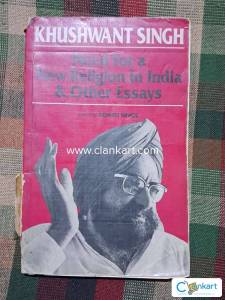 KHUSHWANT SINGH
Need for a
New Religion in India
& Other Essays
www.clankart.com
Clankart